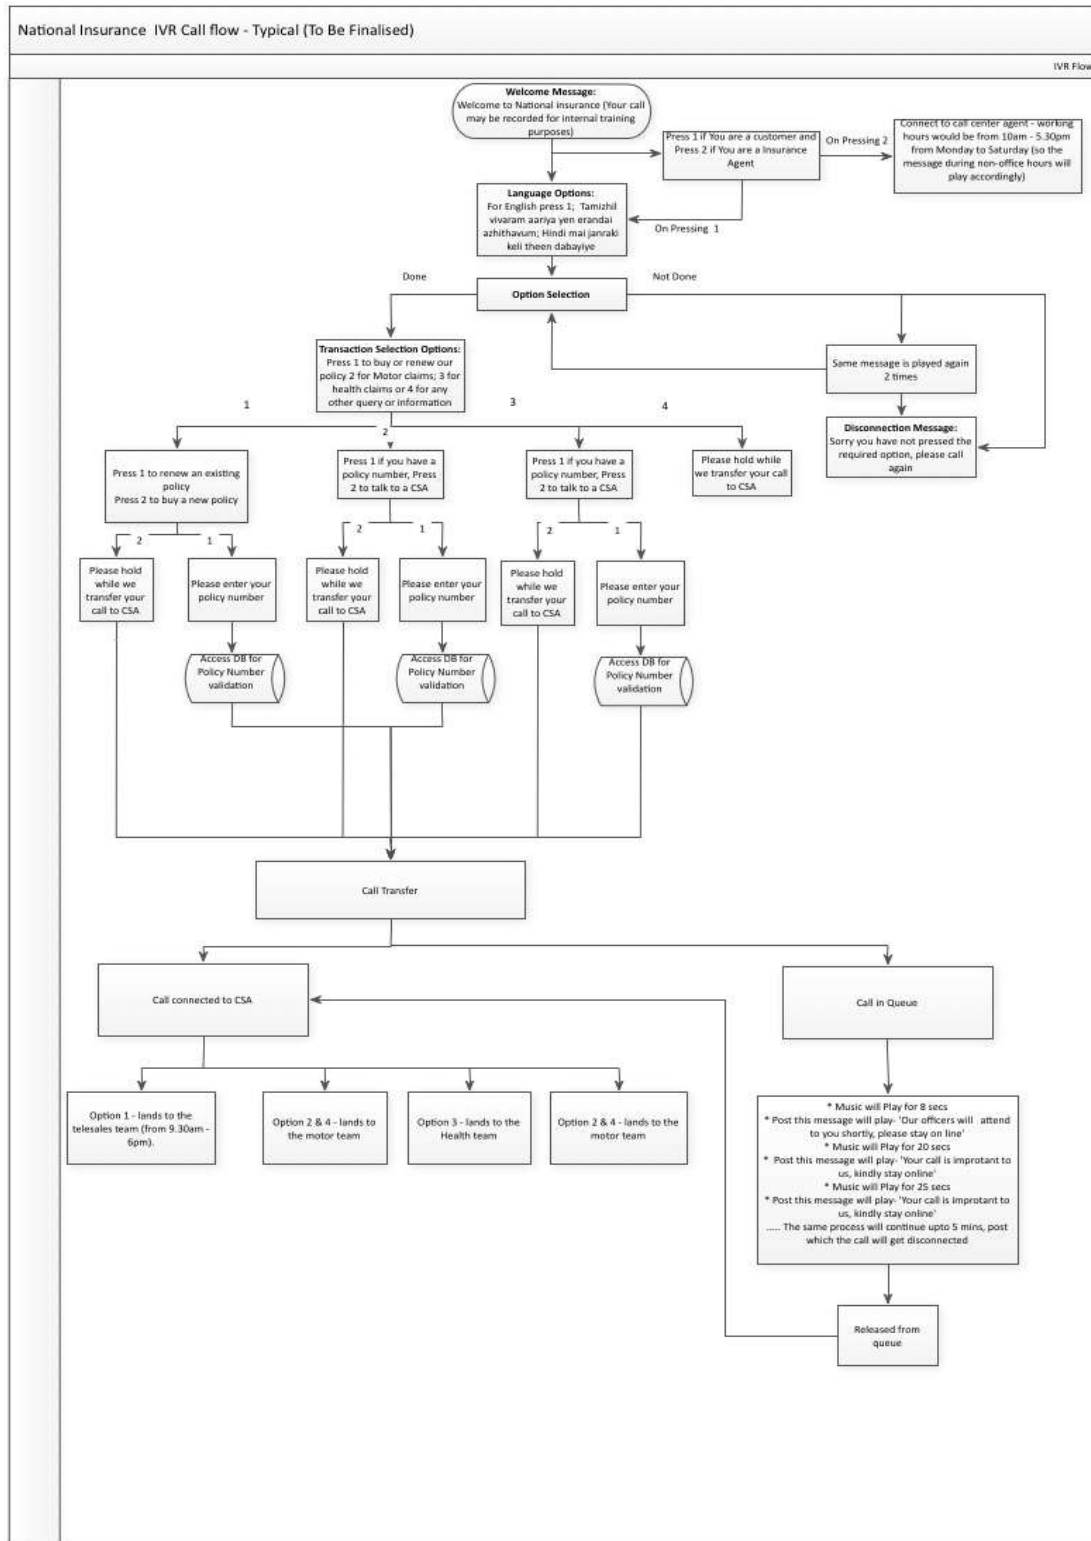 National Insurance  IVR Call flow - Typical (To Be Finalised)
IVR Flow
Welcome Message:
Welcome to National insurance (Your call
may be recorded for internal training
purposes)
Press 1 if You are a customer and
Press 2 if You are a Insurance
Agent
On Pressing 2
Connect to call center agent - working
hours would be from 10am - 5.30pm
from Monday to Saturday (so the
message during non-office hours will
play accordingly)
Language Options:
For English press 1;  Tamizhil
vivaram aariya yen erandai
azhithavum; Hindi mai janraki
keli theen dabayiye
On Pressing  1
Done
Not Done
Option Selection
Transaction Selection Options:
Press 1 to buy or renew our
policy 2 for Motor claims; 3 for
health claims or 4 for any
other query or information
Same message is played again
2 times
Disconnection Message:
Sorry you have not pressed the
required option, please call
again
1
2
3
4
Press 1 to renew an existing
policy
Press 2 to buy a new policy
Press 1 if you have a
policy number, Press
2 to talk to a CSA
Press 1 if you have a
policy number, Press
2 to talk to a CSA
Please hold while
we transfer your call
to CSA
2
1
2
1
2
1
Please hold
while we
transfer your
call to CSA
Please enter your
policy number
Please hold
while we
transfer your
call to CSA
Please enter your
policy number
Please hold
while we
transfer your
call to CSA
Please enter your
policy number
Access DB for
Policy Number
validation
Access DB for
Policy Number
validation
Access DB for
Policy Number
validation
Call Transfer
Call connected to CSA
Call in Queue
Option 1 - lands to the
telesales team (from 9.30am -
6pm).
Option 2 & 4 - lands to
the motor team
Option 3 - lands to the
Health team
Option 2 & 4 - lands to the
motor team
* Music will Play for 8 secs
* Post this message will play- 'Our officers will  attend
to you shortly, please stay on line'
* Music will Play for 20 secs
*  Post this message will play- 'Your call is improtant to
us, kindly stay online'
* Music will Play for 25 secs
*  Post this message will play- 'Your call is improtant to
us, kindly stay online'
..... The same process will continue upto 5 mins, post
which the call will get disconnected
Released from
queue